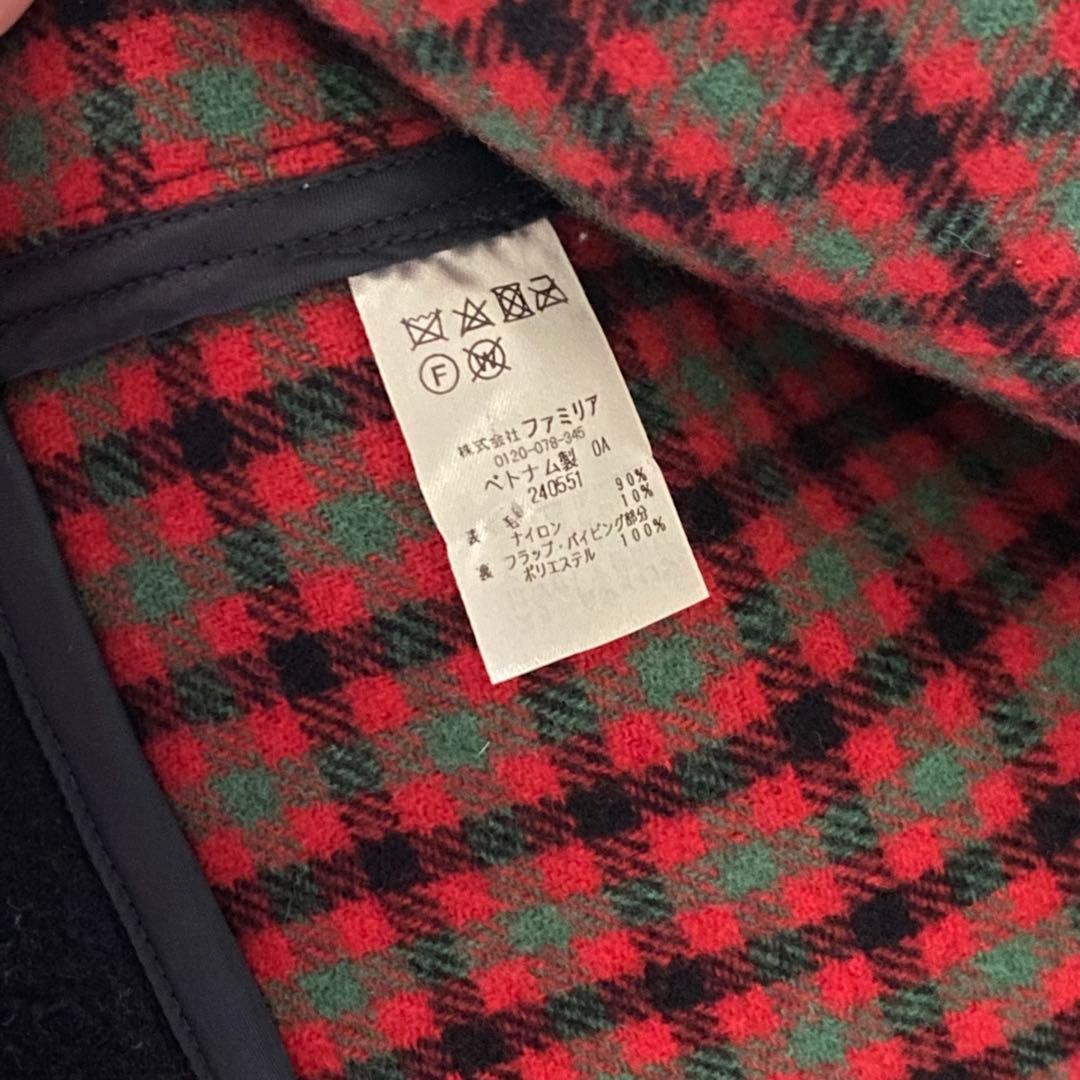 F W
株式会社ファミリア
0120-078-345
ベトナム製 OA
240551
表 毛 90%
ナイロン 10%
裏 フラップ・パイピング部分
ポリエステル 100%